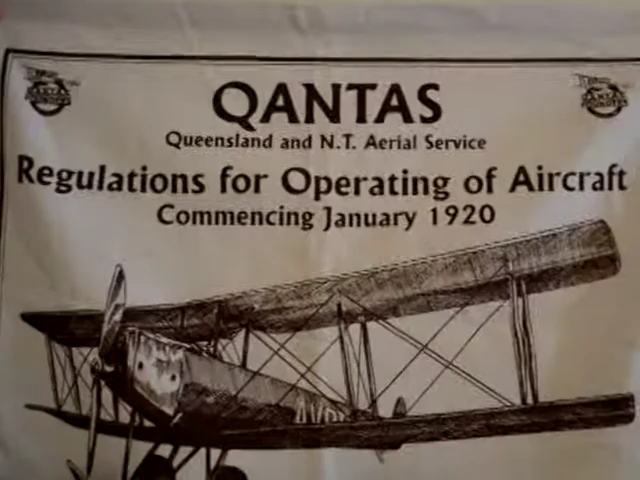 QANTAS
Queensland and N.T. Aerial Service
Regulations for Operating of Aircraft
Commencing January 1920